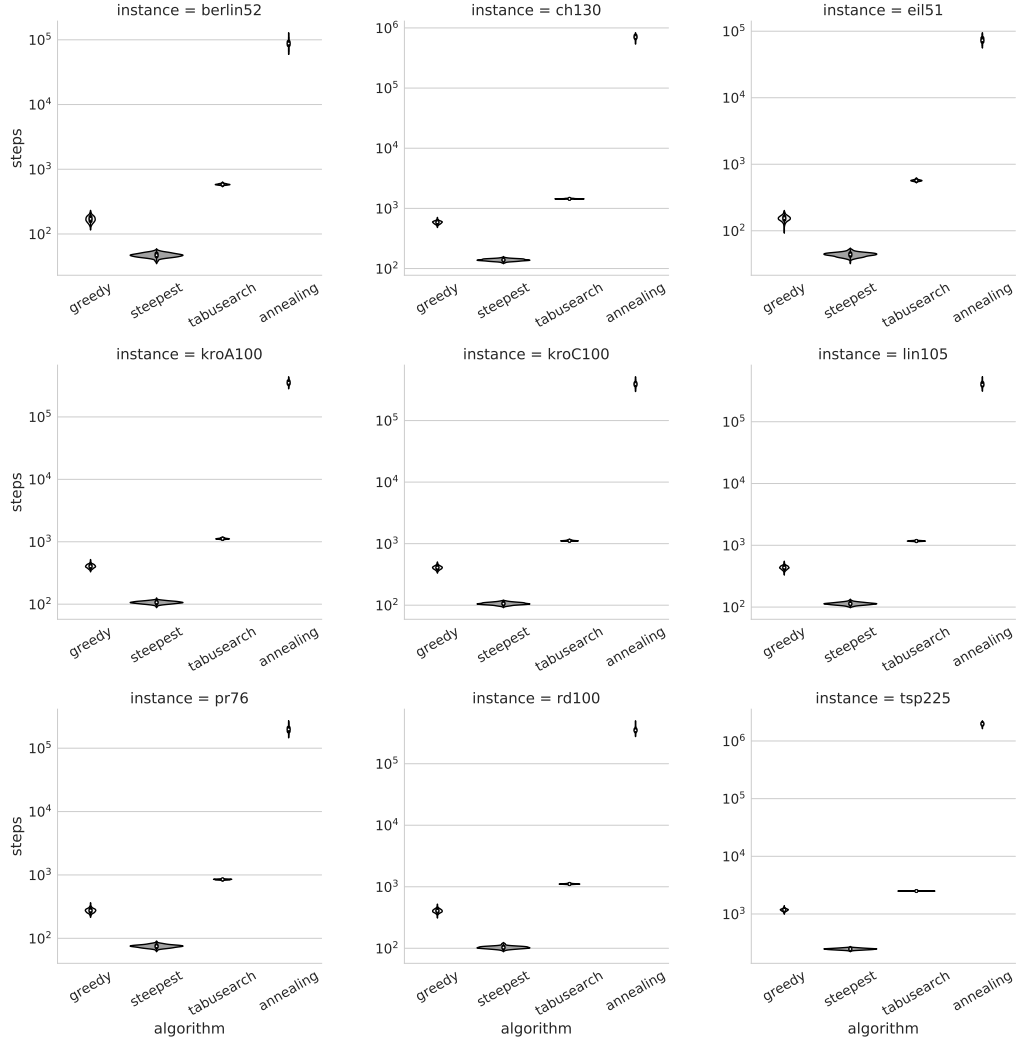 instance = berlin52
instance = ch130
instance = eil51
steps
10^5
10^4
10^3
10^2
10^6
10^5
10^4
10^3
10^2
10^5
10^4
10^3
10^2
greedy
steepest
tabusearch
annealing
greedy
steepest
tabusearch
annealing
greedy
steepest
tabusearch
annealing
instance = kroA100
instance = kroC100
instance = lin105
steps
10^5
10^4
10^3
10^2
10^5
10^4
10^3
10^2
10^5
10^4
10^3
10^2
greedy
steepest
tabusearch
annealing
greedy
steepest
tabusearch
annealing
greedy
steepest
tabusearch
annealing
instance = pr76
instance = rd100
instance = tsp225
steps
10^5
10^4
10^3
10^2
10^5
10^4
10^3
10^2
10^6
10^5
10^4
10^3
greedy
steepest
tabusearch
annealing
greedy
steepest
tabusearch
annealing
greedy
steepest
tabusearch
annealing
algorithm
algorithm
algorithm